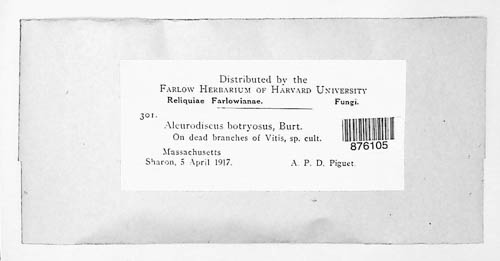 Distributed by the
FARLOW HERBARIUM OF HARVARD UNIVERSITY
Reliquiae Farlowianae. Fungi.
301.
Aleurodiscus botryosus, Burt.
On dead branches of Vitis, sp. cult.
876105
Massachusetts
Sharon, 5 April 1917. A. P. D. Piguet.